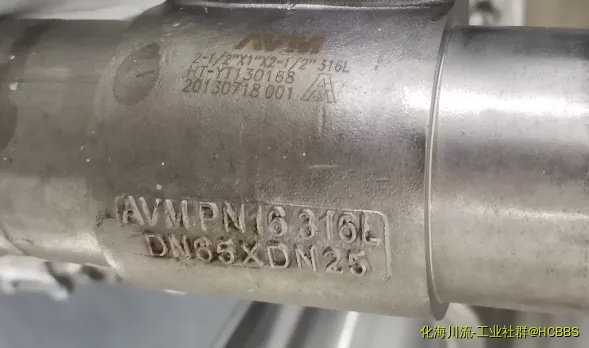 AVM
2-1/2"X1"X2-1/2" 316L
HT-YT130168
20130718 001
AVM PN16 316L
DN65XDN25
化海川流-工业社群@HCBBS